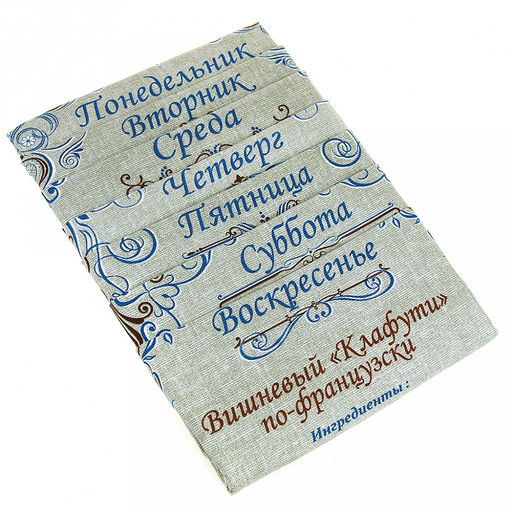 Понедельник
Вторник
Среда
Четверг
Пятница
Суббота
Воскресенье
Вишневый «Клафути»
по-французски
Ингредиенты: